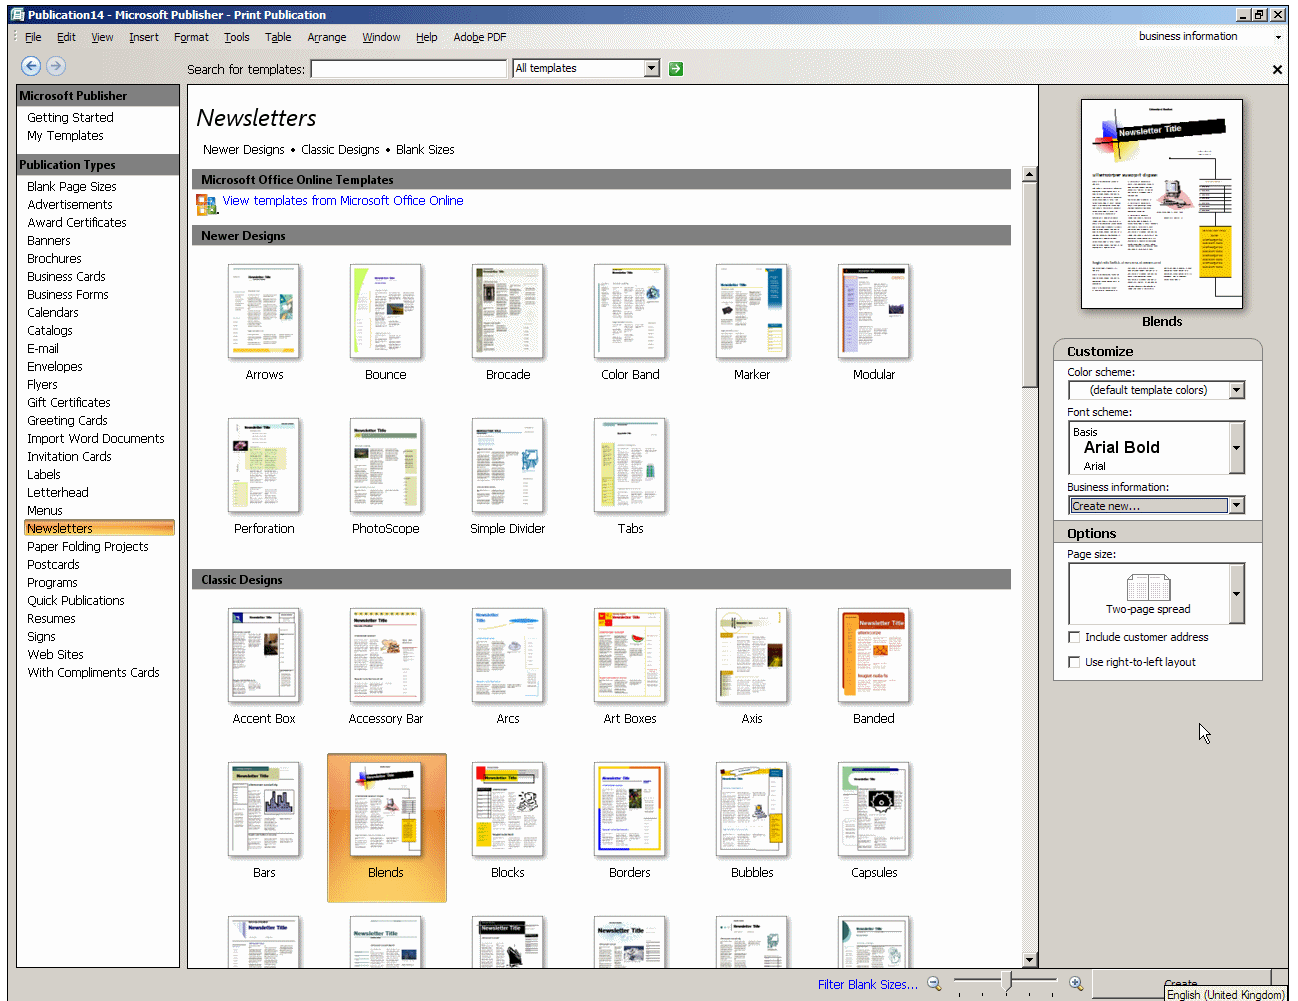 Publication14 - Microsoft Publisher - Print Publication
File Edit View Insert Format Tools Table Arrange Window Help Adobe PDF
business information
Search for templates:
All templates
Microsoft Publisher
Getting Started
My Templates
Publication Types
Blank Page Sizes
Advertisements
Award Certificates
Banners
Brochures
Business Cards
Business Forms
Calendars
Catalogs
E-mail
Envelopes
Flyers
Gift Certificates
Greeting Cards
Import Word Documents
Invitation Cards
Labels
Letterhead
Menus
Newsletters
Paper Folding Projects
Postcards
Programs
Quick Publications
Resumes
Signs
Web Sites
With Compliments Cards
Newsletters
Newer Designs • Classic Designs • Blank Sizes
Microsoft Office Online Templates
View templates from Microsoft Office Online
Newer Designs
Arrows Bounce Brocade Color Band Marker Modular
Perforation PhotoScope Simple Divider Tabs
Classic Designs
Accent Box Accessory Bar Arcs Art Boxes Axis Banded
Bars Blends Blocks Borders Bubbles Capsules
Filter Blank Sizes...
Newsletter Title
Blends
Customize
Color scheme:
(default template colors)
Font scheme:
Basis
Arial Bold
Arial
Business information:
Create new...
Options
Page size:
Two-page spread
Include customer address
Use right-to-left layout
Create
English (United Kingdom)